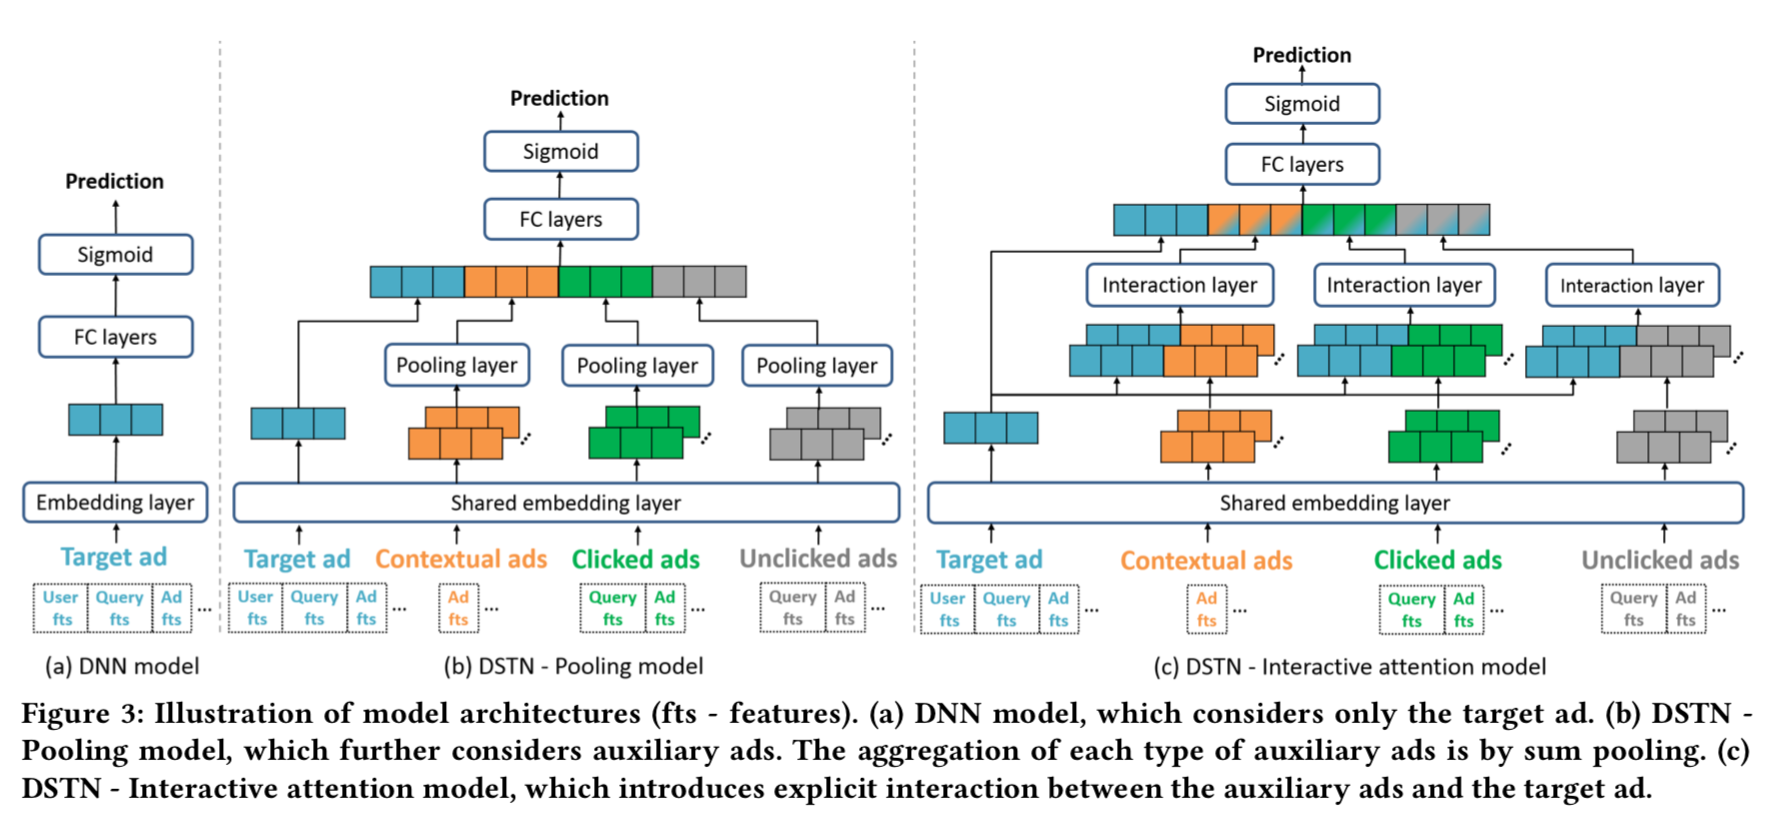 Prediction
Sigmoid
FC layers
Embedding layer
Target ad
User fts
Query fts
Ad fts
...
(a) DNN model
Prediction
Sigmoid
FC layers
Pooling layer
Pooling layer
Pooling layer
Shared embedding layer
Target ad
Contextual ads
Clicked ads
Unclicked ads
User fts
Query fts
Ad fts
...
Ad fts
...
Query fts
Ad fts
...
Query fts
Ad fts
...
(b) DSTN - Pooling model
Prediction
Sigmoid
FC layers
Interaction layer
Interaction layer
Interaction layer
Shared embedding layer
Target ad
Contextual ads
Clicked ads
Unclicked ads
User fts
Query fts
Ad fts
...
Ad fts
...
Query fts
Ad fts
...
Query fts
Ad fts
...
(c) DSTN - Interactive attention model
Figure 3: Illustration of model architectures (fts - features). (a) DNN model, which considers only the target ad. (b) DSTN -
Pooling model, which further considers auxiliary ads. The aggregation of each type of auxiliary ads is by sum pooling. (c)
DSTN - Interactive attention model, which introduces explicit interaction between the auxiliary ads and the target ad.